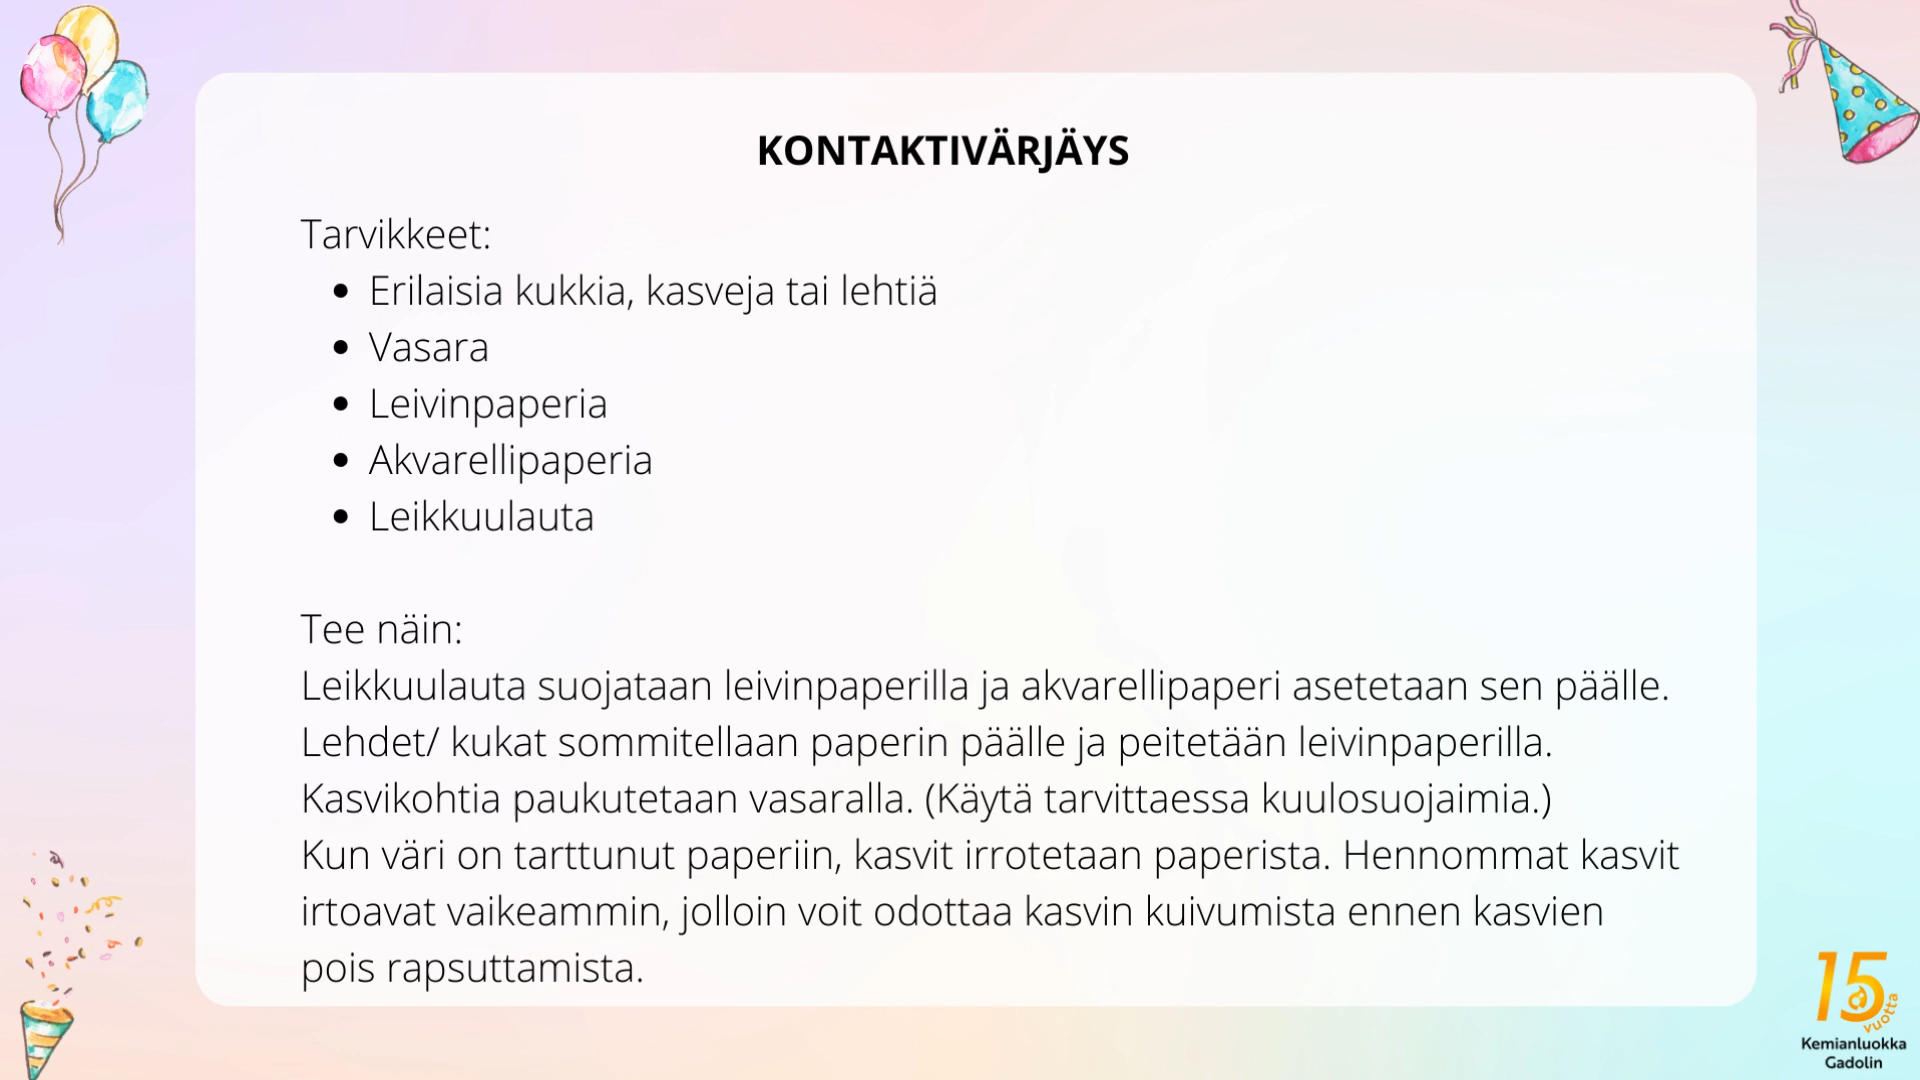 KONTAKTIVÄRJÄYS
Tarvikkeet:
• Erilaisia kukkia, kasveja tai lehtiä
• Vasara
• Leivinpaperia
• Akvarellipaperia
• Leikkuulauta
Tee näin:
Leikkuulauta suojataan leivinpaperilla ja akvarellipaperi asetetaan sen päälle.
Lehdet/ kukat sommitellaan paperin päälle ja peitetään leivinpaperilla.
Kasvikohtia paukutetaan vasaralla. (Käytä tarvittaessa kuulosuojaimia.)
Kun väri on tarttunut paperiin, kasvit irrotetaan paperista. Hennommat kasvit
irtoavat vaikeammin, jolloin voit odottaa kasvin kuivumista ennen kasvien
pois rapsuttamista.
15
vuotta
Kemianluokka
Gadolin